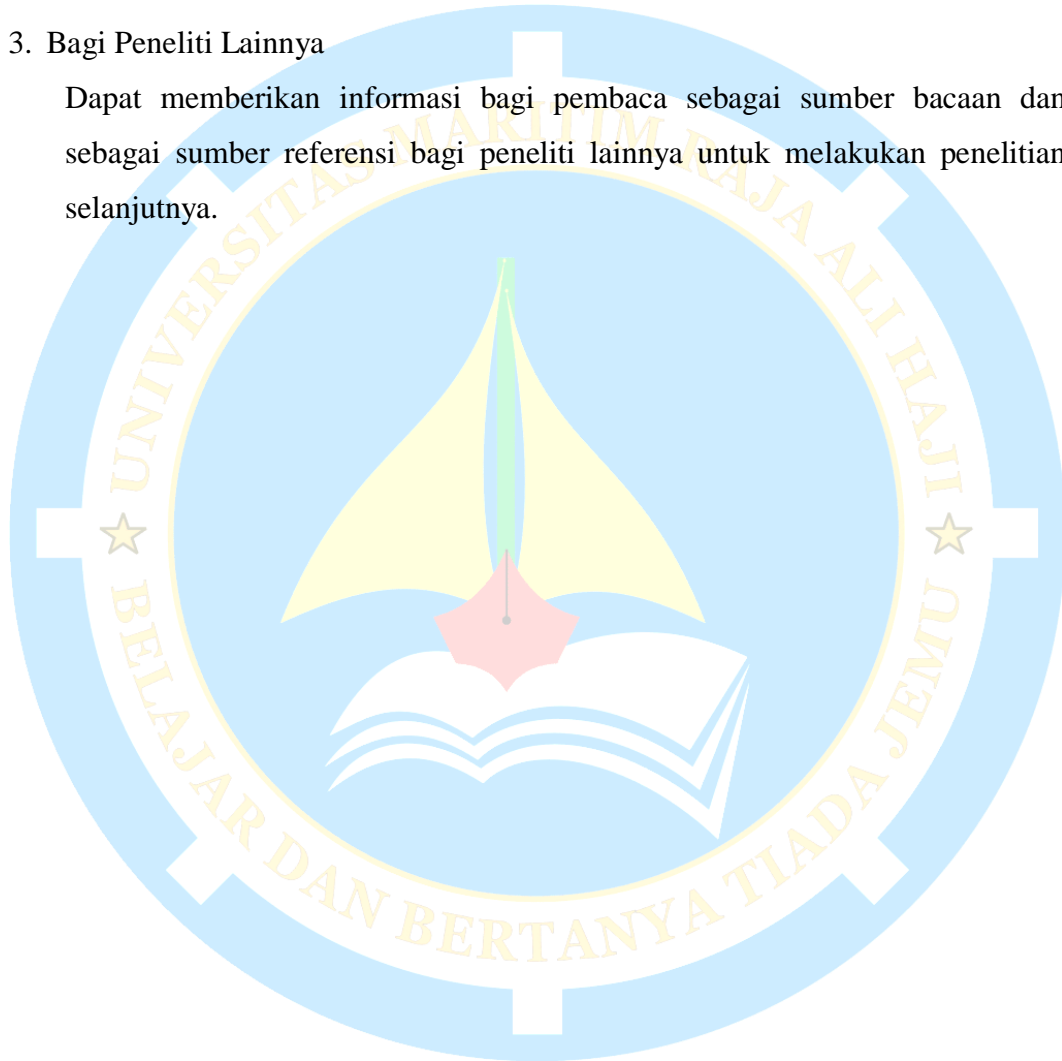 3. Bagi Peneliti Lainnya
Dapat memberikan informasi bagi pembaca sebagai sumber bacaan dan
sebagai sumber referensi bagi peneliti lainnya untuk melakukan penelitian
selanjutnya.
UNIVERSITAS MARITIM RAJA ALI HAJI
BELAJAR DAN BERTANYA TIADA JEMU